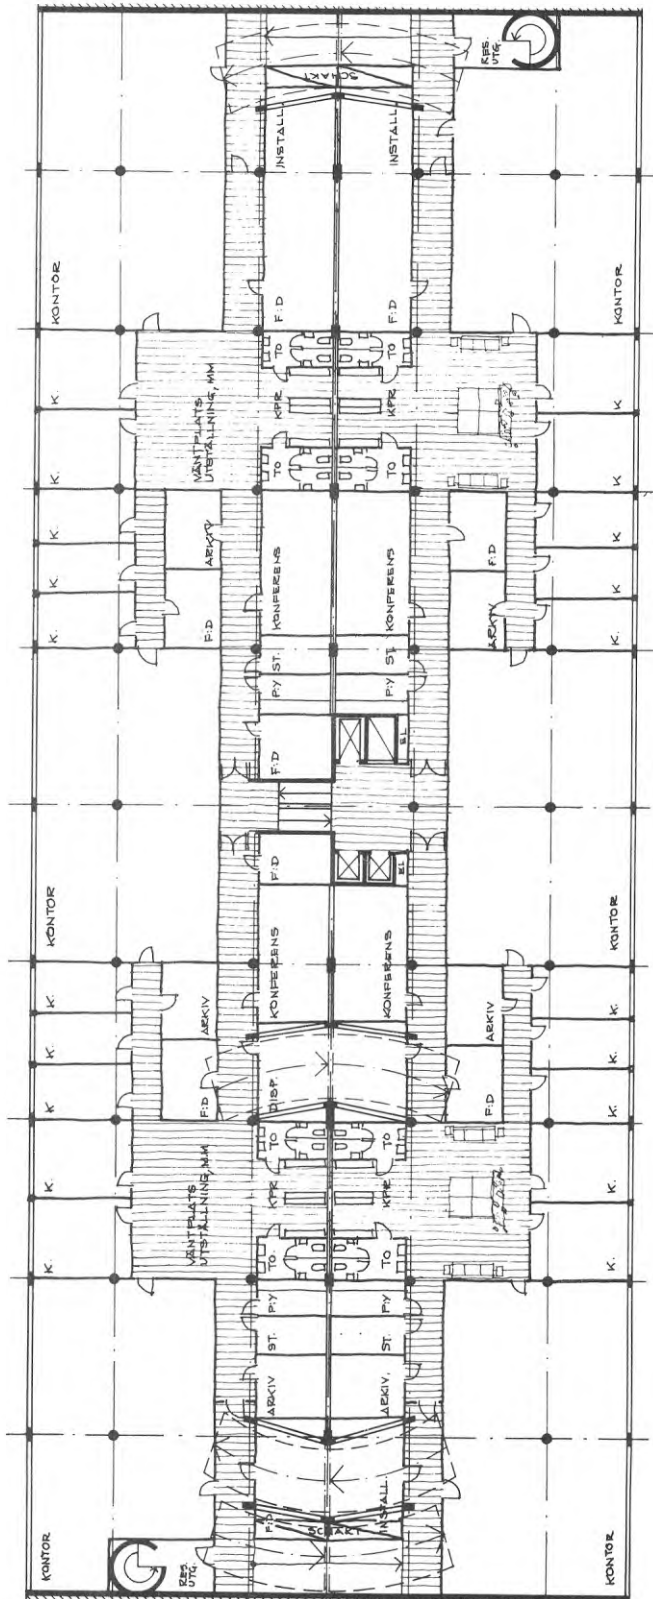 KONTOR
K.
K.
K.
K.
K.
KONTOR
K.
K.
K.
K.
K.
KONTOR
RES.
UTG.
VÄNTPLATS
UTSTÄLLNING, MM
F:D
ARKIV
F:D
ARKIV
VÄNTPLATS
UTSTÄLLNING, MM
F:D
ARKIV
ST.
P:Y
TO.
KPR
TO
DISP.
KONFERENS
F:D
F:D
P:Y
ST.
KONFERENS
TO
KPR
TO
F:D
INSTALL.
SCHAKT
SCHAKT
INSTALL.
ARKIV.
ST.
P:Y
TO
KPR
TO
KONFERENS
EL
EL
P:Y
ST.
KONFERENS
TO
KPR
TO
F:D
INSTALL.
F:D
ARKIV
ARKIV
F:D
RES.
UTG.
KONTOR
K.
K.
K.
K.
K.
KONTOR
K.
K.
K.
K.
K.
KONTOR